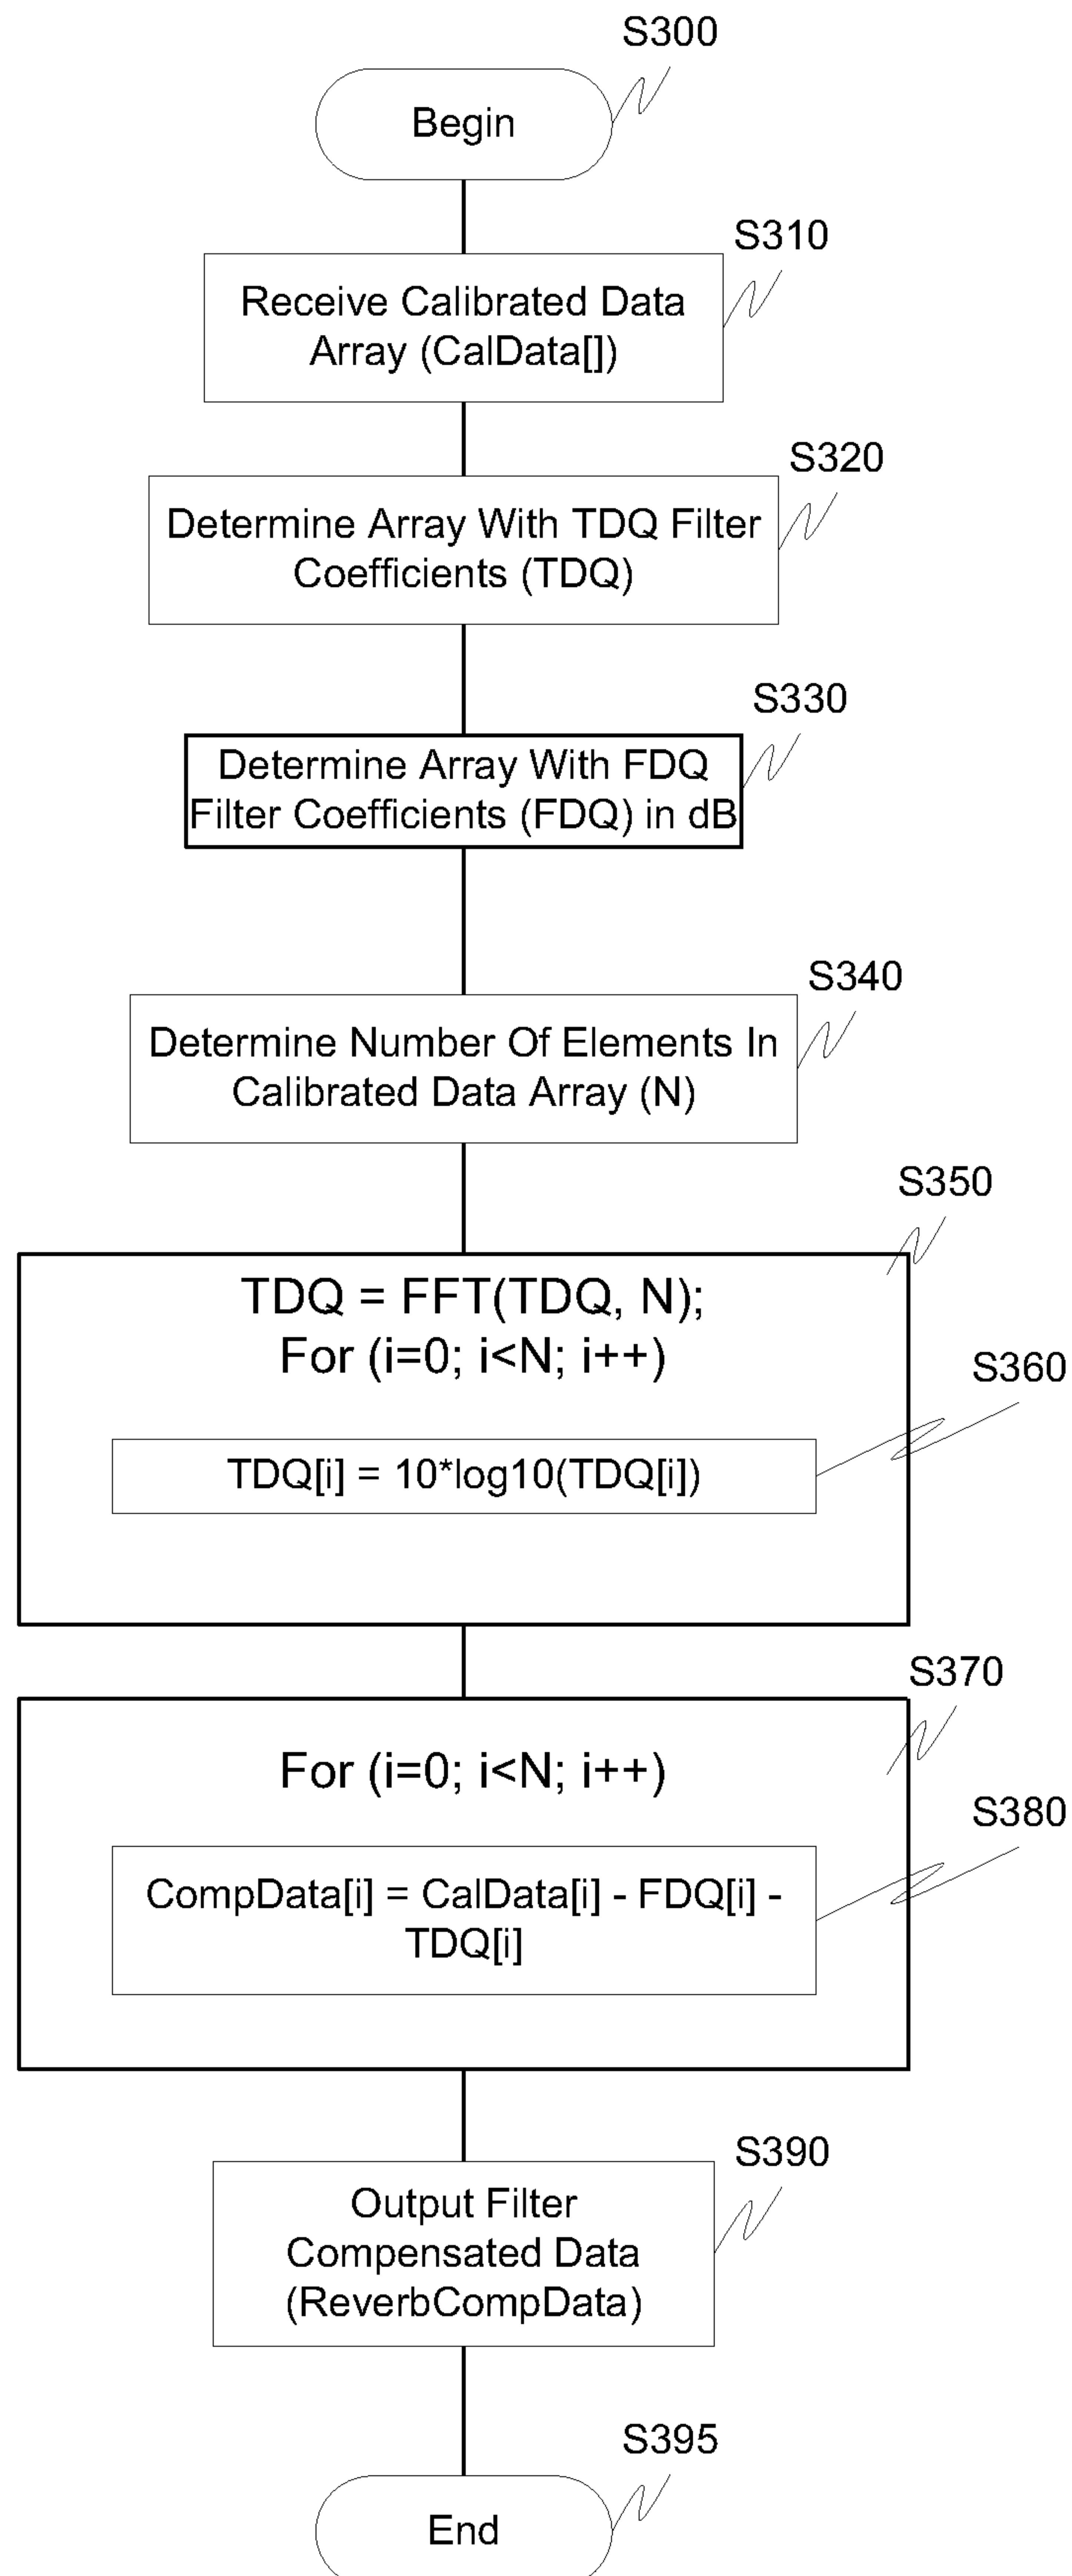 S300
Begin
S310
Receive Calibrated Data
Array (CalData[])
S320
Determine Array With TDQ Filter
Coefficients (TDQ)
S330
Determine Array With FDQ
Filter Coefficients (FDQ) in dB
S340
Determine Number Of Elements In
Calibrated Data Array (N)
S350
TDQ = FFT(TDQ, N);
For (i=0; i<N; i++)
S360
TDQ[i] = 10*log10(TDQ[i])
S370
For (i=0; i<N; i++)
S380
CompData[i] = CalData[i] - FDQ[i] -
TDQ[i]
S390
Output Filter
Compensated Data
(ReverbCompData)
S395
End